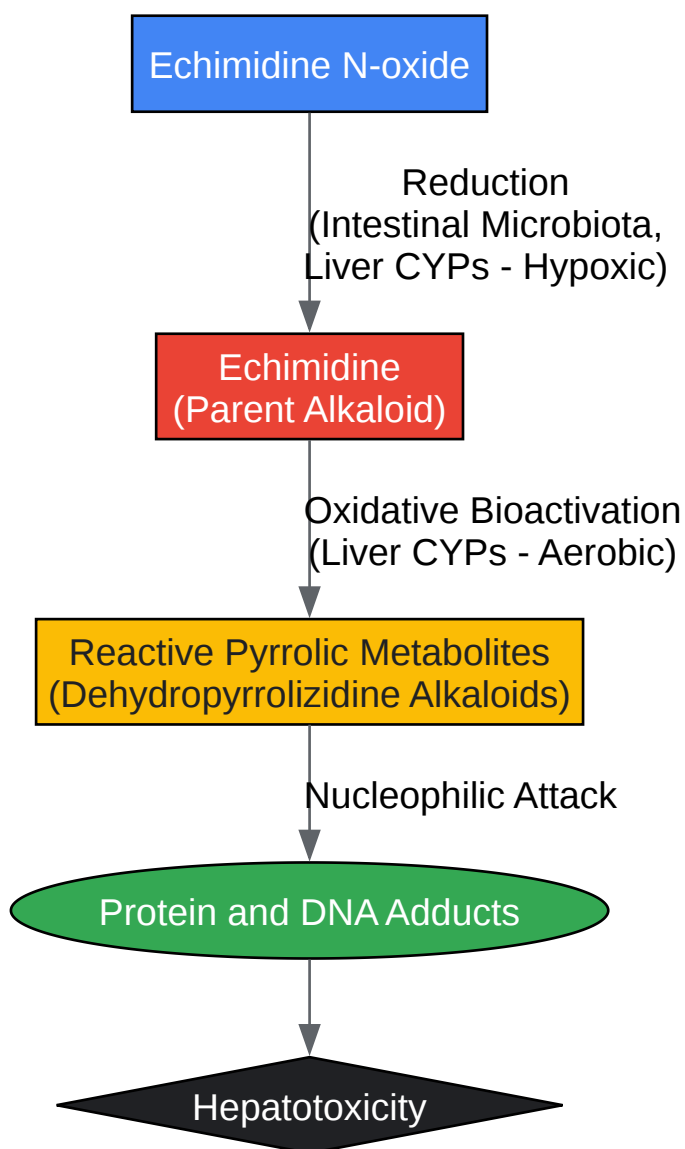 Echimidine N-oxide
Reduction
(Intestinal Microbiota,
Liver CYPs - Hypoxic)
Echimidine
(Parent Alkaloid)
Oxidative Bioactivation
(Liver CYPs - Aerobic)
Reactive Pyrrolic Metabolites
(Dehydropyrrolizidine Alkaloids)
Nucleophilic Attack
Protein and DNA Adducts
Hepatotoxicity